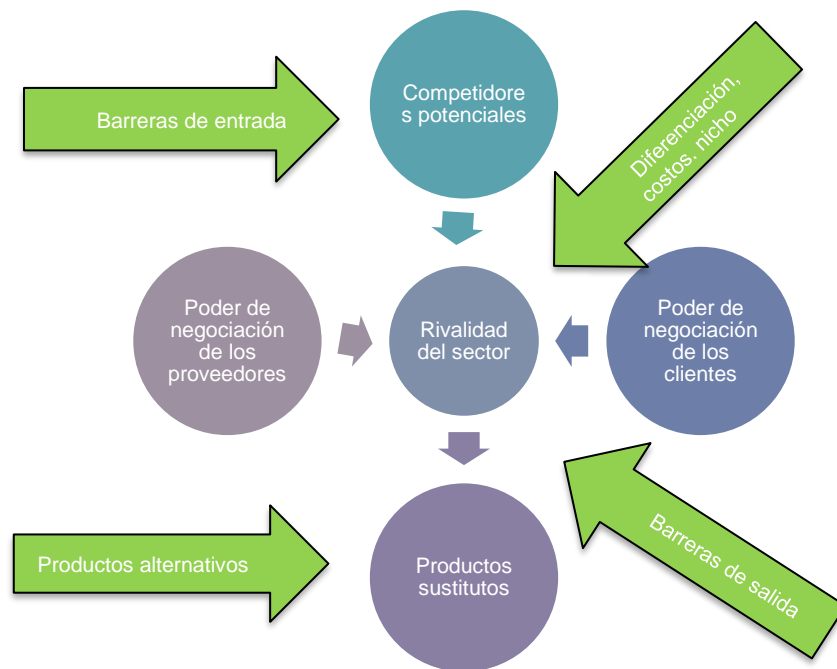 Competidore
s potenciales
Barreras de entrada
Diferenciación,
costos, nicho
Poder de
negociación
de los
proveedores
Rivalidad
del sector
Poder de
negociación
de los
clientes
Productos alternativos
Productos
sustitutos
Barreras de salida